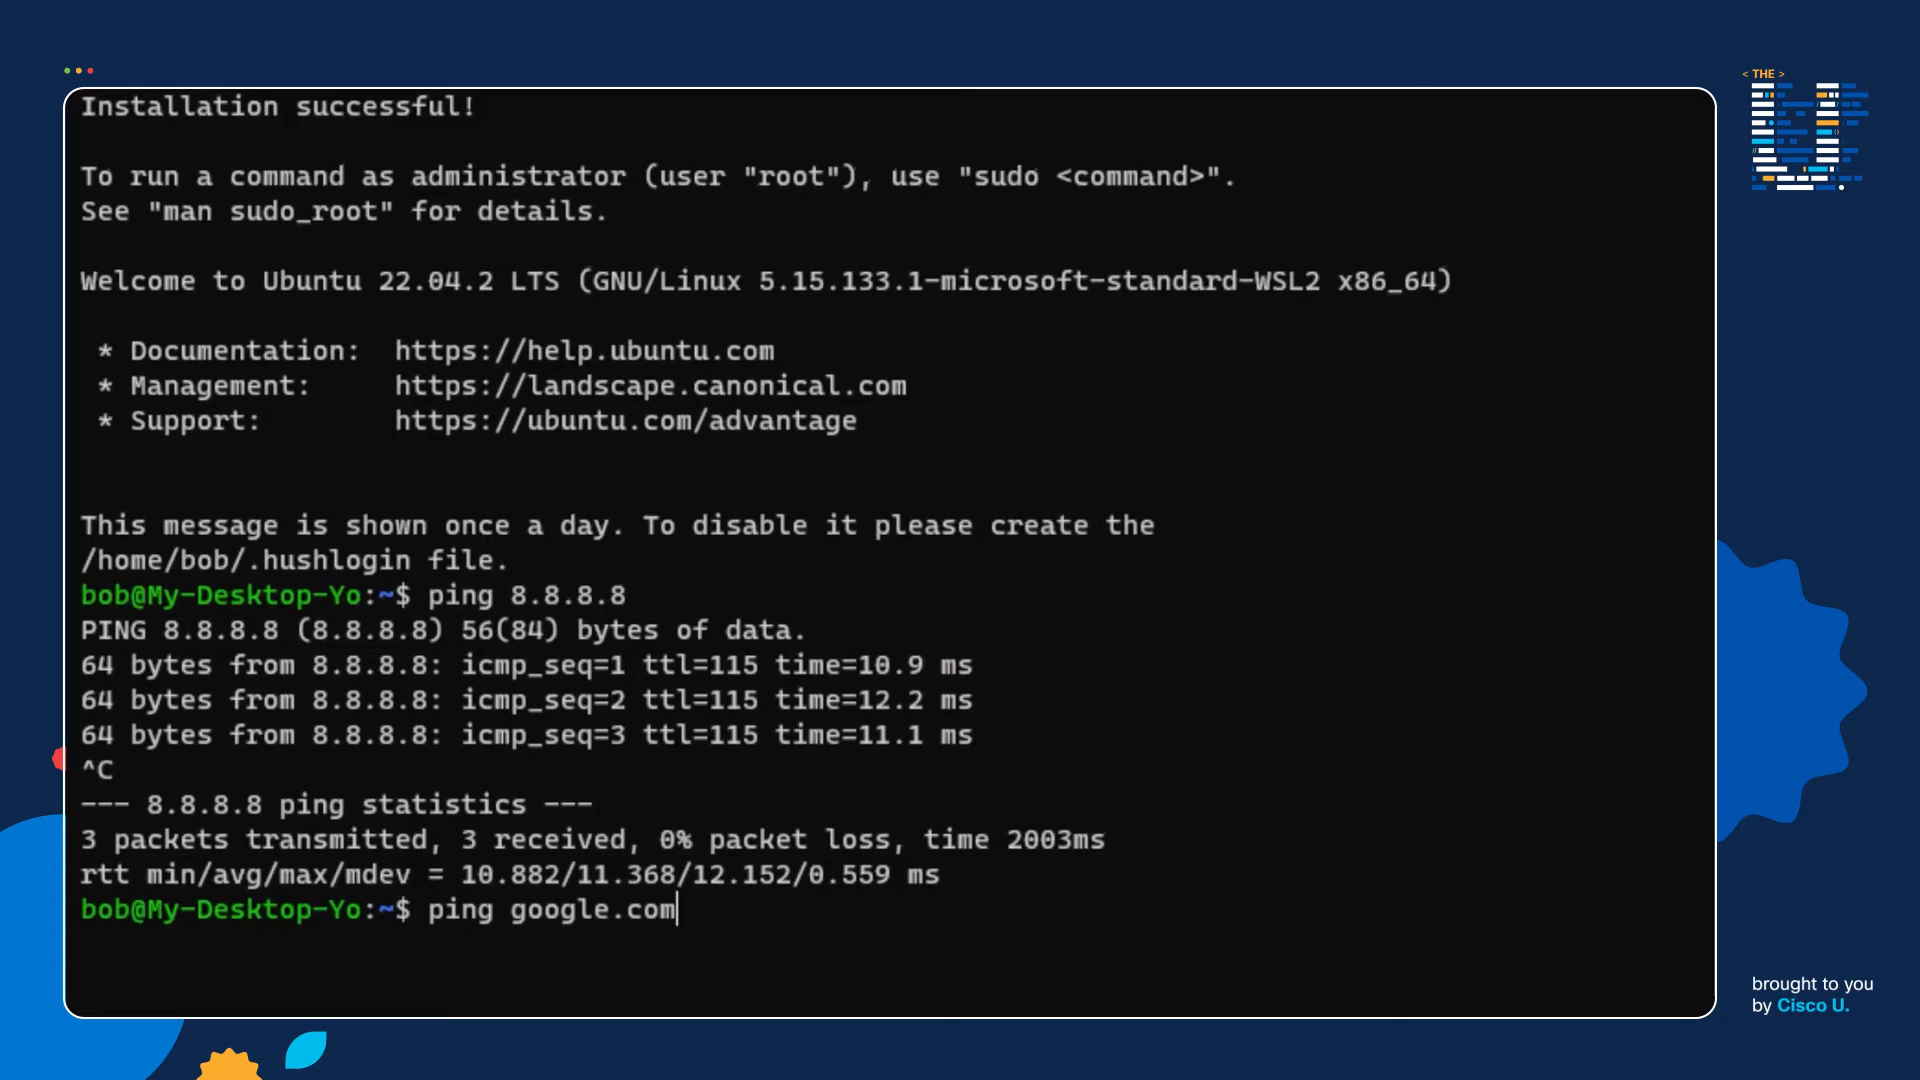 < THE >
Installation successful!
To run a command as administrator (user "root"), use "sudo <command>".
See "man sudo_root" for details.
Welcome to Ubuntu 22.04.2 LTS (GNU/Linux 5.15.133.1-microsoft-standard-WSL2 x86_64)
* Documentation:  https://help.ubuntu.com
* Management:     https://landscape.canonical.com
* Support:        https://ubuntu.com/advantage
This message is shown once a day. To disable it please create the
/home/bob/.hushlogin file.
bob@My-Desktop-Yo:~$ ping 8.8.8.8
PING 8.8.8.8 (8.8.8.8) 56(84) bytes of data.
64 bytes from 8.8.8.8: icmp_seq=1 ttl=115 time=10.9 ms
64 bytes from 8.8.8.8: icmp_seq=2 ttl=115 time=12.2 ms
64 bytes from 8.8.8.8: icmp_seq=3 ttl=115 time=11.1 ms
^C
--- 8.8.8.8 ping statistics ---
3 packets transmitted, 3 received, 0% packet loss, time 2003ms
rtt min/avg/max/mdev = 10.882/11.368/12.152/0.559 ms
bob@My-Desktop-Yo:~$ ping google.com
brought to you
by Cisco U.